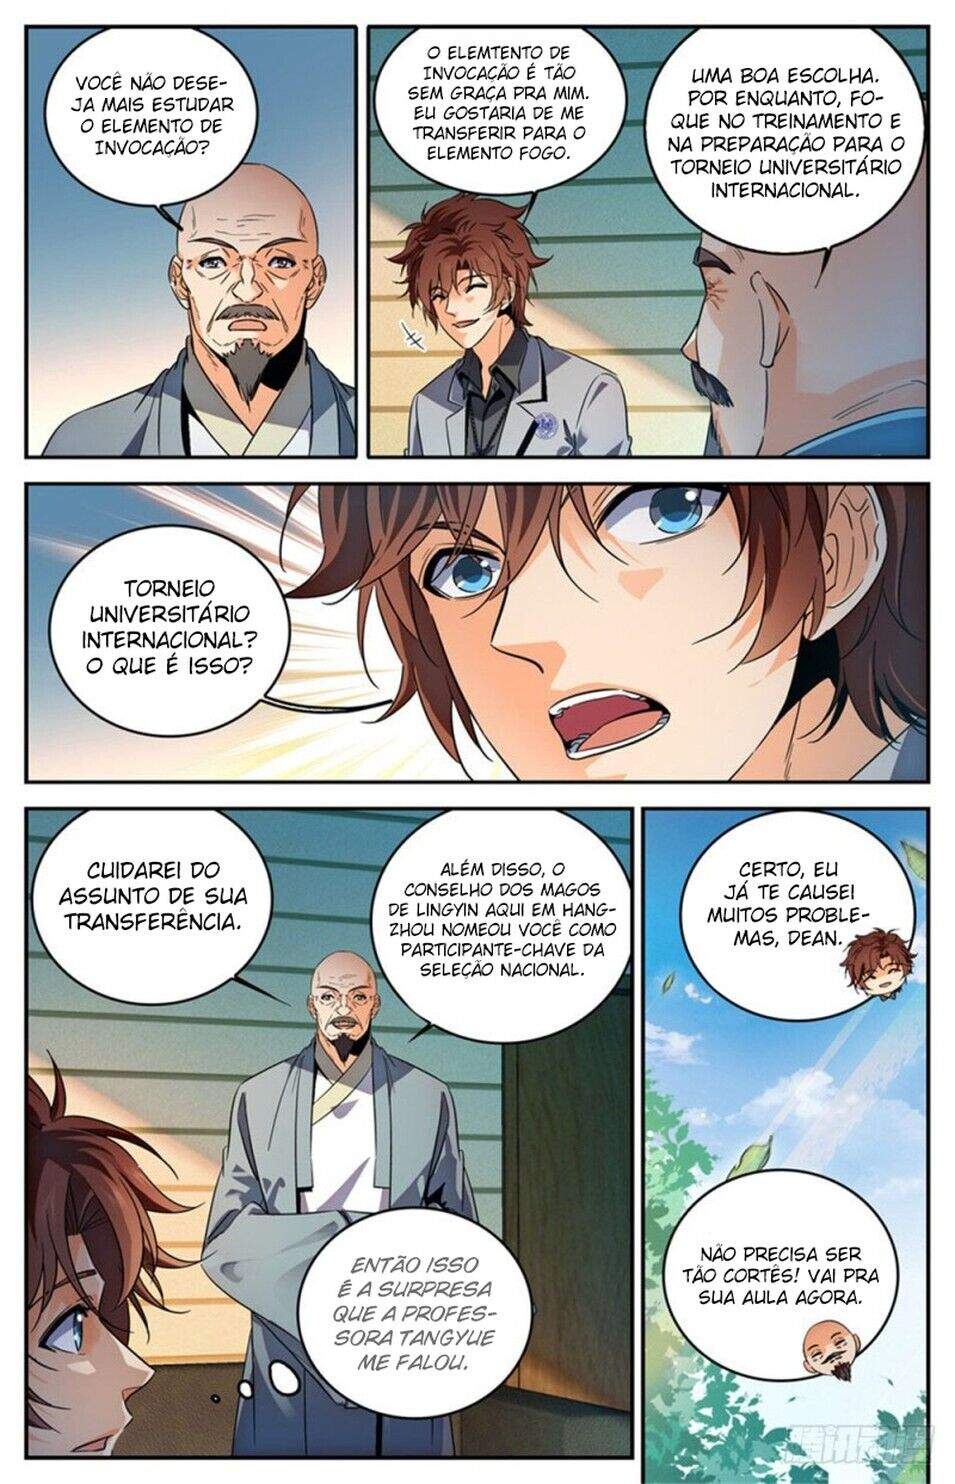 VOCÊ NÃO DESE-
JA MAIS ESTUDAR
O ELEMENTO DE
INVOCAÇÃO?
O ELEMTENTO DE
INVOCAÇÃO É TÃO
SEM GRAÇA PRA MIM.
EU GOSTARIA DE ME
TRANSFERIR PARA O
ELEMENTO FOGO.
UMA BOA ESCOLHA.
POR ENQUANTO, FO-
QUE NO TREINAMENTO E
NA PREPARAÇÃO PARA O
TORNEIO UNIVERSITÁRIO
INTERNACIONAL.
TORNEIO
UNIVERSITÁRIO
INTERNACIONAL?
O QUE É ISSO?
CUIDAREI DO
ASSUNTO DE SUA
TRANSFERÊNCIA.
ALÉM DISSO, O
CONSELHO DOS MAGOS
DE LINGYIN AQUI EM HANG-
ZHOU NOMEOU VOCÊ COMO
PARTICIPANTE-CHAVE DA
SELEÇÃO NACIONAL.
ENTÃO ISSO
É A SURPRESA
QUE A PROFES-
SORA TANGYUE
ME FALOU.
CERTO, EU
JÁ TE CAUSEI
MUITOS PROBLE-
MAS, DEAN.
NÃO PRECISA SER
TÃO CORTÊS! VAI PRA
SUA AULA AGORA.